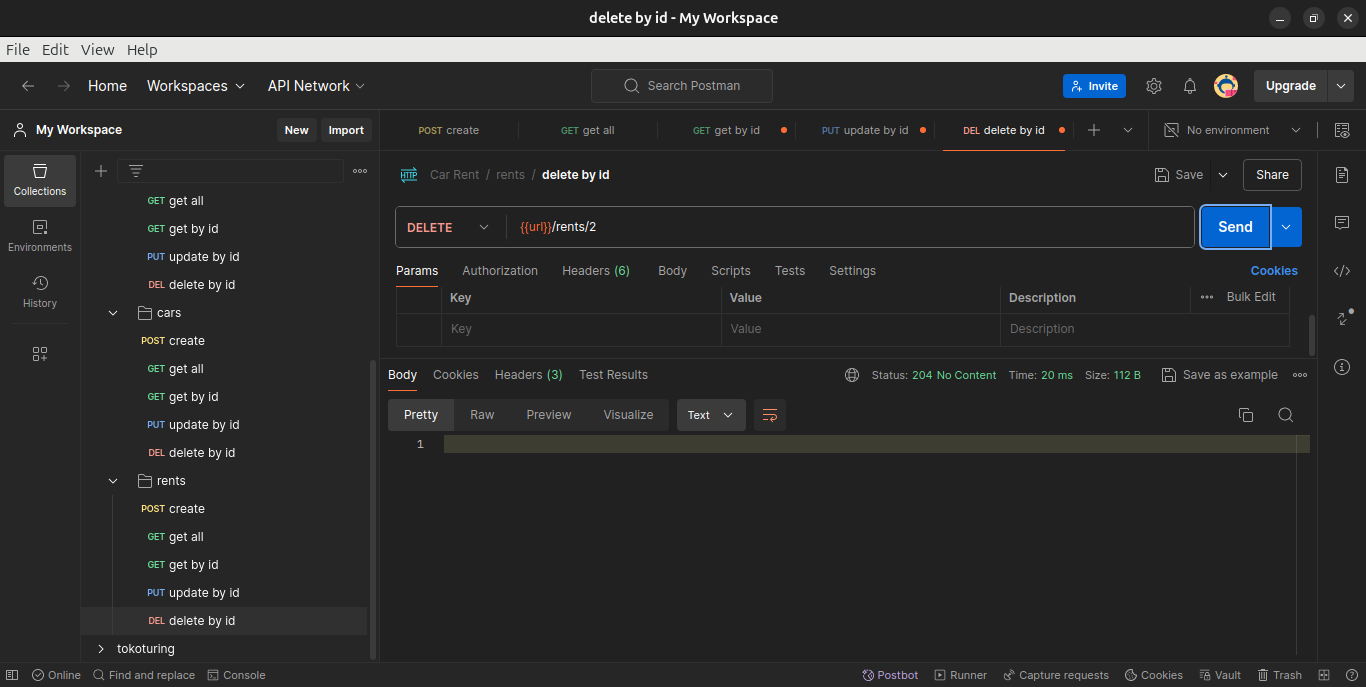 delete by id - My Workspace
File Edit View Help
Home Workspaces API Network Search Postman Invite Upgrade
My Workspace New Import
POST create GET get all GET get by id PUT update by id DEL delete by id No environment
Collections
Environments
History
GET get all
GET get by id
PUT update by id
DEL delete by id
cars
POST create
GET get all
GET get by id
PUT update by id
DEL delete by id
rents
POST create
GET get all
GET get by id
PUT update by id
DEL delete by id
tokoturing
HTTP Car Rent / rents / delete by id Save Share
DELETE {{url}}/rents/2 Send
Params Authorization Headers (6) Body Scripts Tests Settings Cookies
Key Value Description Bulk Edit
Key Value Description
Body Cookies Headers (3) Test Results Status: 204 No Content Time: 20 ms Size: 112 B Save as example
Pretty Raw Preview Visualize Text
1
Online Find and replace Console Postbot Runner Capture requests Cookies Vault Trash